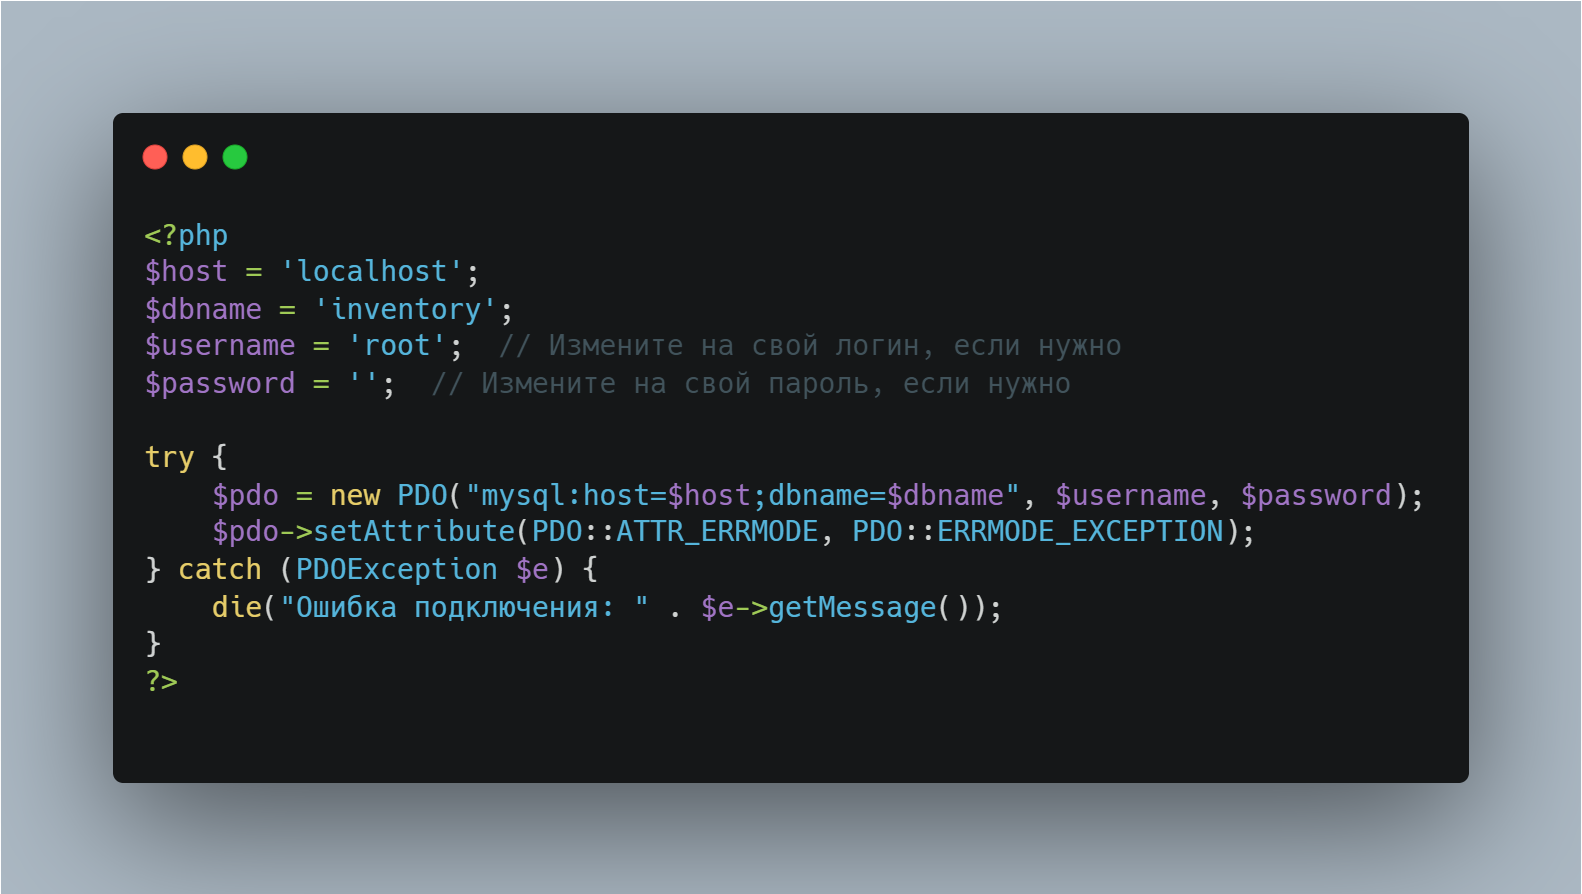 <?php
$host = 'localhost';
$dbname = 'inventory';
$username = 'root';  // Измените на свой логин, если нужно
$password = '';  // Измените на свой пароль, если нужно

try {
    $pdo = new PDO("mysql:host=$host;dbname=$dbname", $username, $password);
    $pdo->setAttribute(PDO::ATTR_ERRMODE, PDO::ERRMODE_EXCEPTION);
} catch (PDOException $e) {
    die("Ошибка подключения: " . $e->getMessage());
}
?>